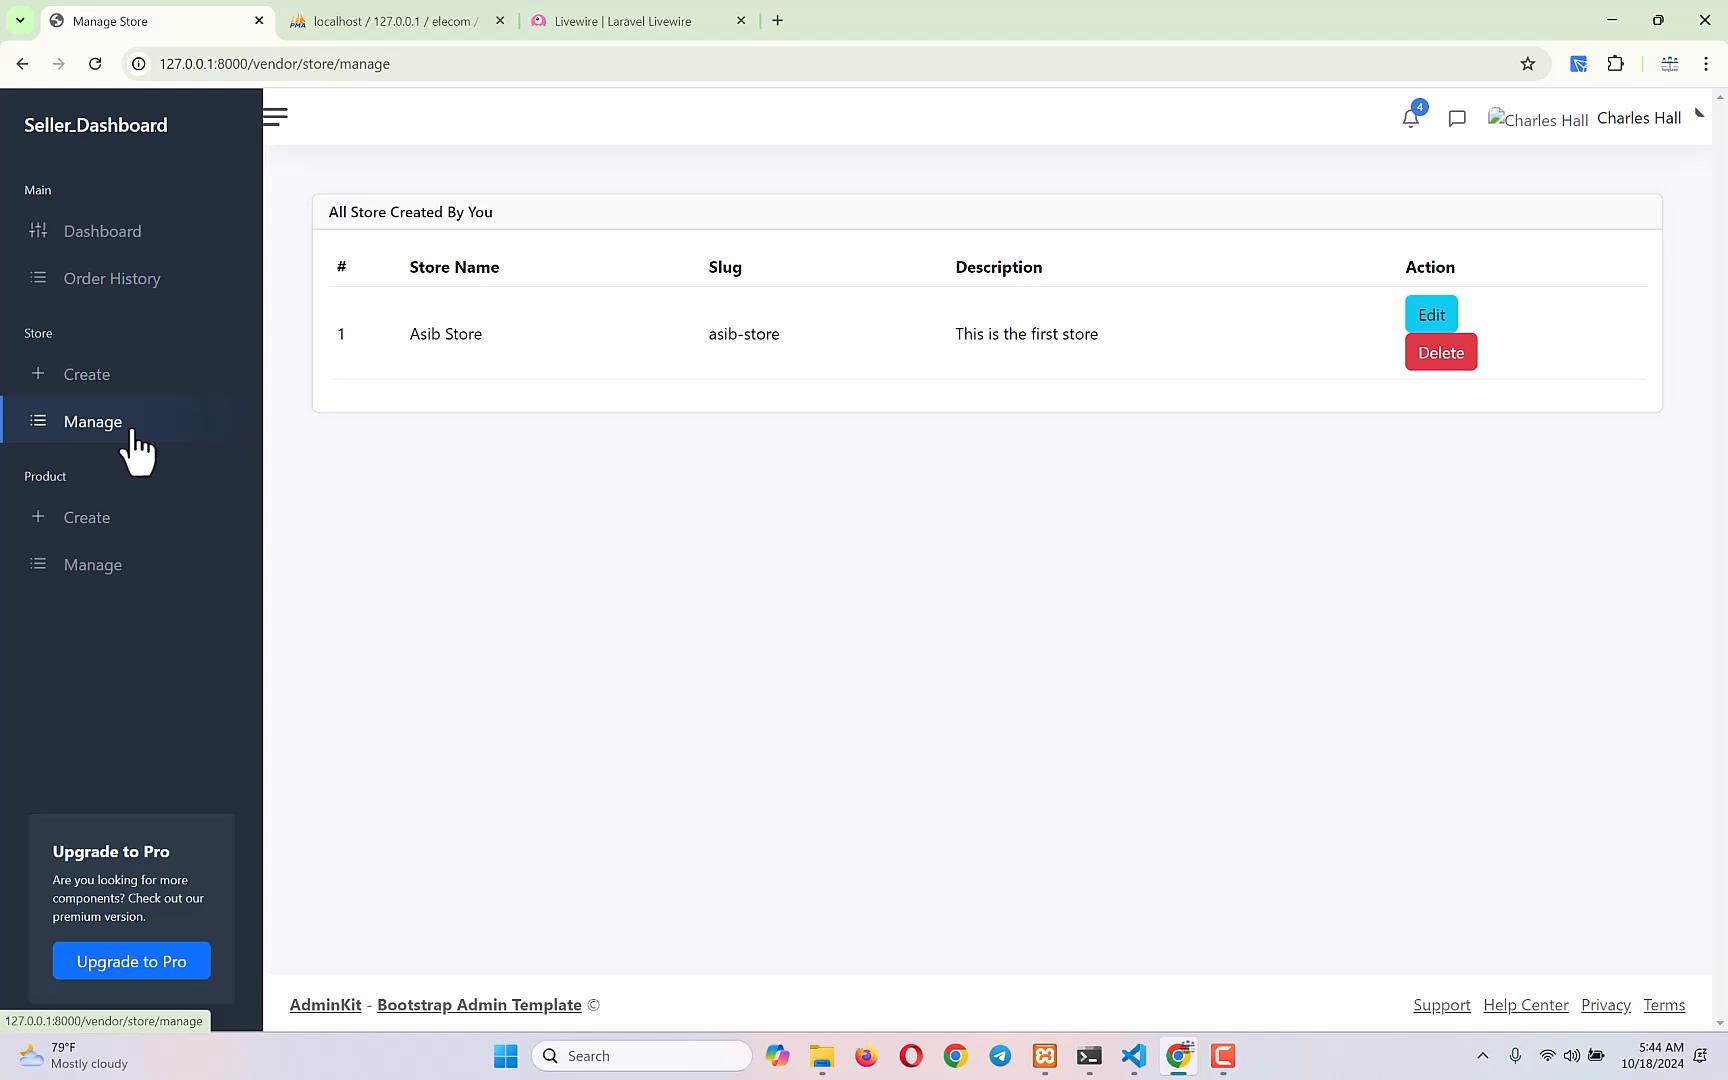 Manage Store
localhost / 127.0.0.1 / elecom /
Livewire | Laravel Livewire
127.0.0.1:8000/vendor/store/manage
Seller_Dashboard
4
Charles Hall
Charles Hall
Main
Dashboard
Order History
Store
Create
Manage
Product
Create
Manage
All Store Created By You
# Store Name Slug Description Action
1 Asib Store asib-store This is the first store
Edit
Delete
Upgrade to Pro
Are you looking for more
components? Check out our
premium version.
Upgrade to Pro
AdminKit - Bootstrap Admin Template ©
Support Help Center Privacy Terms
127.0.0.1:8000/vendor/store/manage
79°F
Mostly cloudy
Search
5:44 AM
10/18/2024